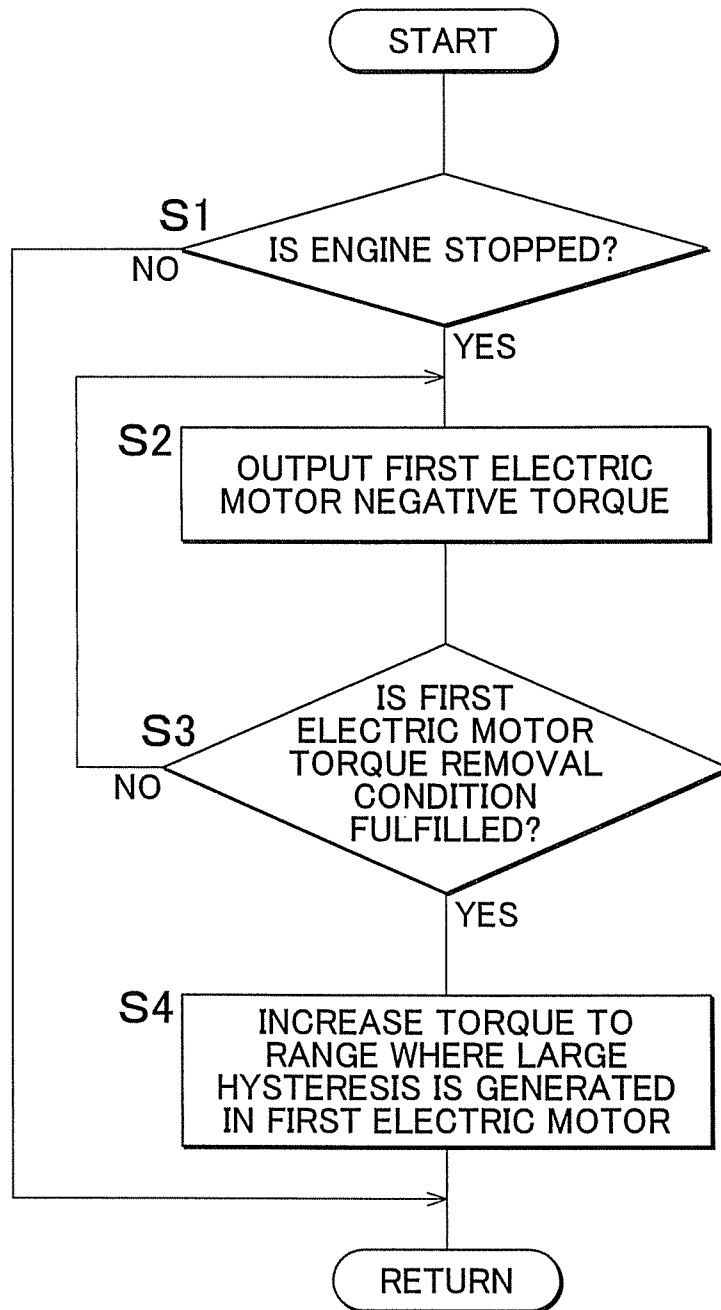 START
S1
IS ENGINE STOPPED?
NO
YES
S2
OUTPUT FIRST ELECTRIC
MOTOR NEGATIVE TORQUE
S3
IS FIRST
ELECTRIC MOTOR
TORQUE REMOVAL
CONDITION
FULFILLED?
NO
YES
S4
INCREASE TORQUE TO
RANGE WHERE LARGE
HYSTERESIS IS GENERATED
IN FIRST ELECTRIC MOTOR
RETURN